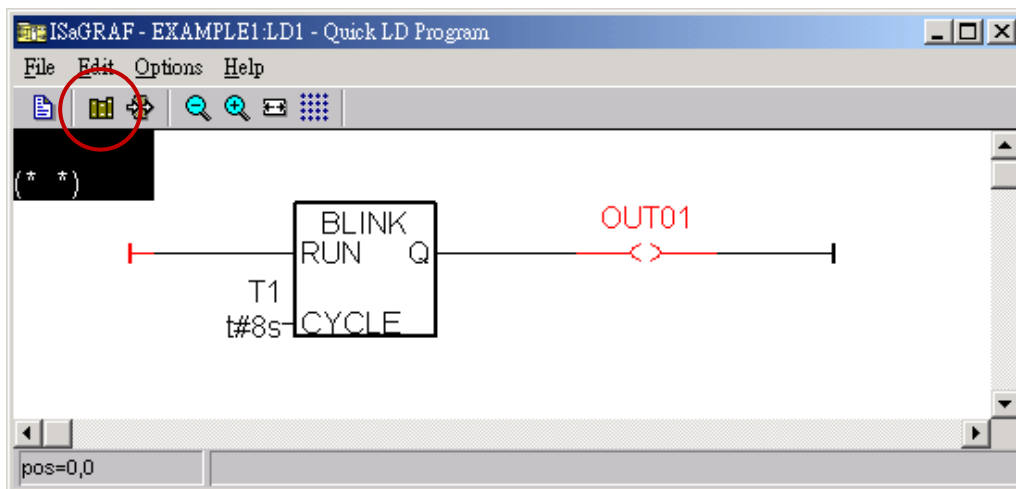 ISaGRAF - EXAMPLE1:LD1 - Quick LD Program
File Edit Options Help
(* *)
BLINK
OUT01
RUN Q
T1
t#8s
CYCLE
pos=0,0